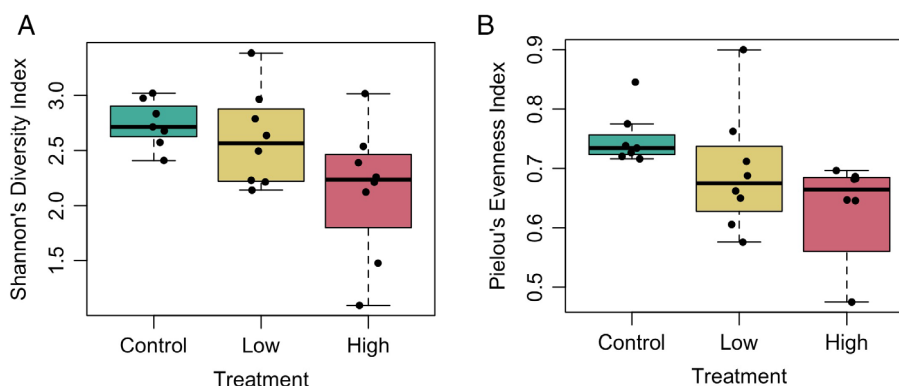 A
Shannon's Diversity Index
3.0
2.5
2.0
1.5
Control Low High
Treatment
B
Pielou's Evenness Index
0.9
0.8
0.7
0.6
0.5
Control Low High
Treatment